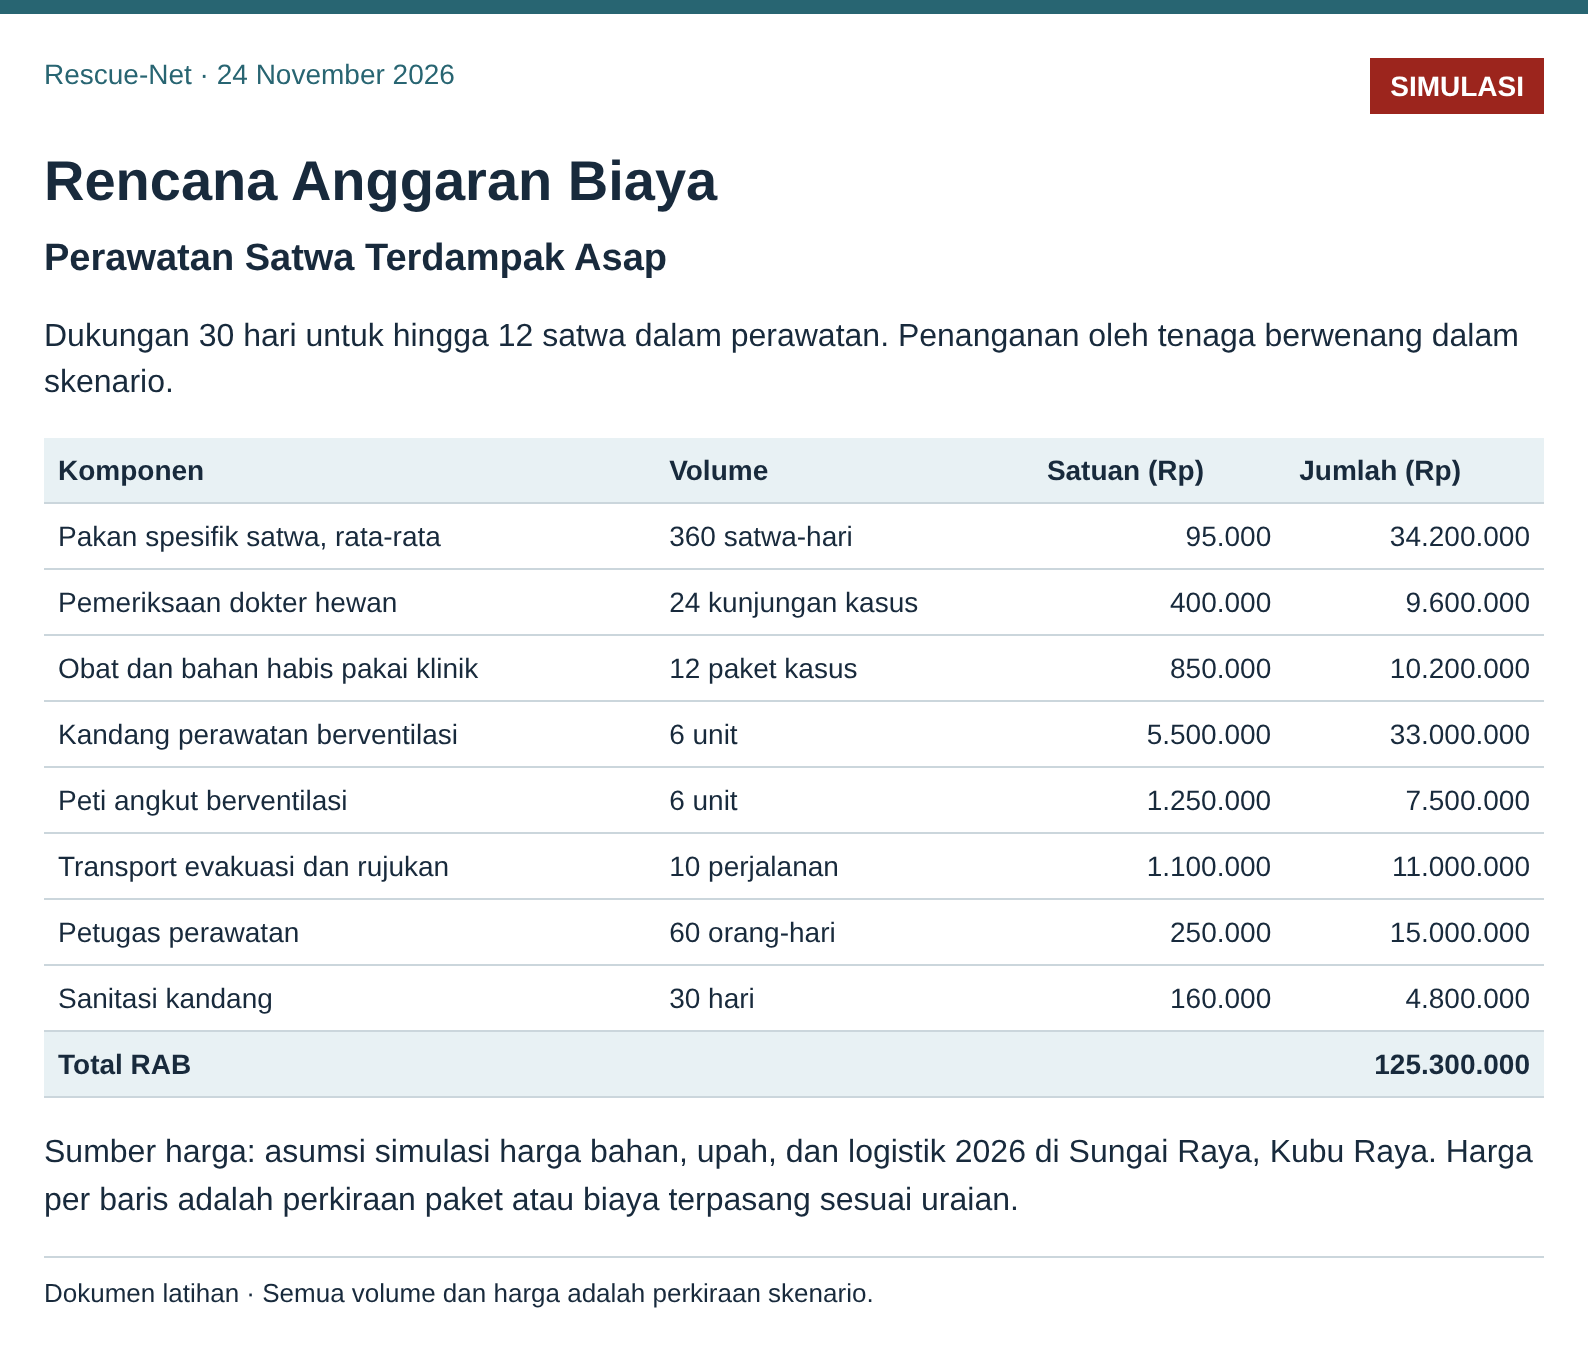 Rescue-Net · 24 November 2026
SIMULASI
Rencana Anggaran Biaya
Perawatan Satwa Terdampak Asap
Dukungan 30 hari untuk hingga 12 satwa dalam perawatan. Penanganan oleh tenaga berwenang dalam
skenario.
Komponen Volume Satuan (Rp) Jumlah (Rp)
Pakan spesifik satwa, rata-rata 360 satwa-hari 95.000 34.200.000
Pemeriksaan dokter hewan 24 kunjungan kasus 400.000 9.600.000
Obat dan bahan habis pakai klinik 12 paket kasus 850.000 10.200.000
Kandang perawatan berventilasi 6 unit 5.500.000 33.000.000
Peti angkut berventilasi 6 unit 1.250.000 7.500.000
Transport evakuasi dan rujukan 10 perjalanan 1.100.000 11.000.000
Petugas perawatan 60 orang-hari 250.000 15.000.000
Sanitasi kandang 30 hari 160.000 4.800.000
Total RAB 125.300.000
Sumber harga: asumsi simulasi harga bahan, upah, dan logistik 2026 di Sungai Raya, Kubu Raya. Harga
per baris adalah perkiraan paket atau biaya terpasang sesuai uraian.
Dokumen latihan · Semua volume dan harga adalah perkiraan skenario.